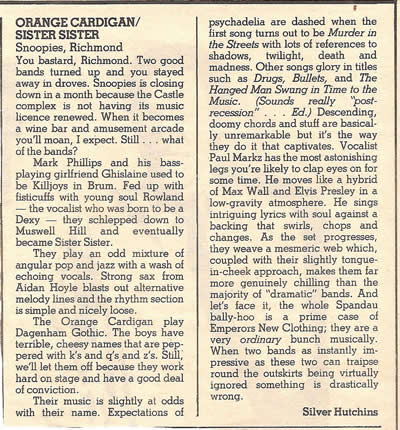 ORANGE CARDIGAN/
SISTER SISTER
Snoopies, Richmond
You bastard, Richmond. Two good
bands turned up and you stayed
away in droves. Snoopies is closing
down in a month because the Castle
complex is not having its music
licence renewed. When it becomes
a wine bar and amusement arcade
you'll moan, I expect. Still . . . what
of the bands?
Mark Phillips and his bass-
playing girlfriend Ghislaine used to
be Killjoys in Brum. Fed up with
fisticuffs with young soul Rowland
— the vocalist who was born to be a
Dexy — they schlepped down to
Muswell Hill and eventually
became Sister Sister.
They play an odd mixture of
angular pop and jazz with a wash of
echoing vocals. Strong sax from
Aidan Hoyle blasts out alternative
melody lines and the rhythm section
is simple and nicely loose.
The Orange Cardigan play
Dagenham Gothic. The boys have
terrible, cheesy names that are pep-
pered with k's and q's and z's. Still,
we'll let them off because they work
hard on stage and have a good deal
of conviction.
Their music is slightly at odds
with their name. Expectations of
psychadelia are dashed when the
first song turns out to be Murder in
the Streets with lots of references to
shadows, twilight, death and
madness. Other songs glory in titles
such as Drugs, Bullets, and The
Hanged Man Swang in Time to the
Music. (Sounds really "post-
recession" . . . Ed.) Descending,
doomy chords and stuff are basical-
ly unremarkable but it's the way
they do it that captivates. Vocalist
Paul Markz has the most astonishing
legs you're likely to clap eyes on for
some time. He moves like a hybrid
of Max Wall and Elvis Presley in a
low-gravity atmosphere. He sings
intriguing lyrics with soul against a
backing that swirls, chops and
changes. As the set progresses,
they weave a mesmeric web which,
coupled with their slightly tongue-
in-cheek approach, makes them far
more genuinely chilling than the
majority of "dramatic" bands. And
let's face it, the whole Spandau
bally-hoo is a prime case of
Emperors New Clothing; they are a
very ordinary bunch musically.
When two bands as instantly im-
pressive as these two can traipse
round the outskirts being virtually
ignored something is drastically
wrong.
Silver Hutchins